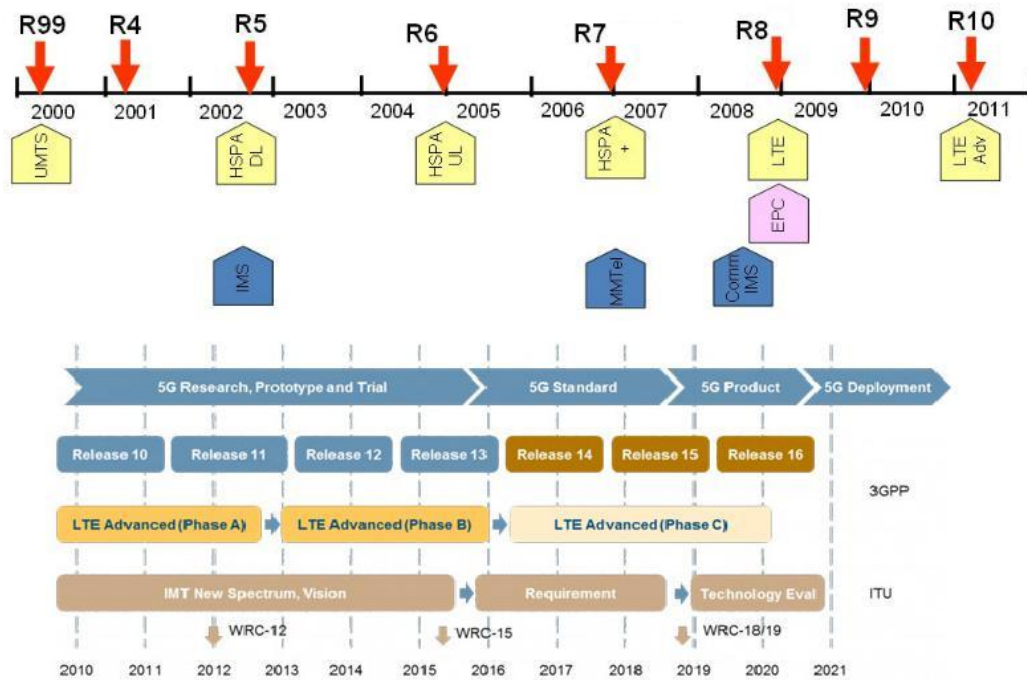 R99 R4 R5 R6 R7 R8 R9 R10
2000 2001 2002 2003 2004 2005 2006 2007 2008 2009 2010 2011
UMTS
HSPA
DL
HSPA
UL
HSPA
+
LTE
LTE
Adv
EPC
IMS
MMTel
Comm
IMS
5G Research, Prototype and Trial 5G Standard 5G Product 5G Deployment
Release 10 Release 11 Release 12 Release 13 Release 14 Release 15 Release 16
3GPP
LTE Advanced (Phase A) LTE Advanced (Phase B) LTE Advanced (Phase C)
IMT New Spectrum, Vision Requirement Technology Eval ITU
WRC-12 WRC-15 WRC-18/19
2010 2011 2012 2013 2014 2015 2016 2017 2018 2019 2020 2021